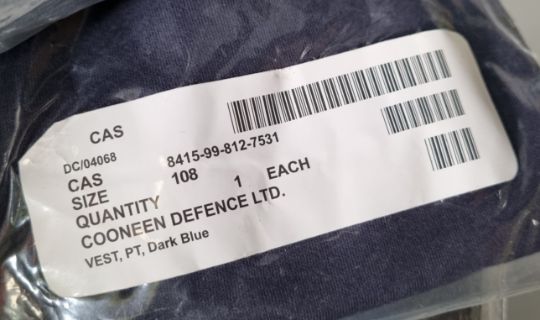 CAS
DC/04068
CAS 8415-99-812-7531
SIZE 108
QUANTITY 1 EACH
COONEEN DEFENCE LTD.
VEST, PT, Dark Blue